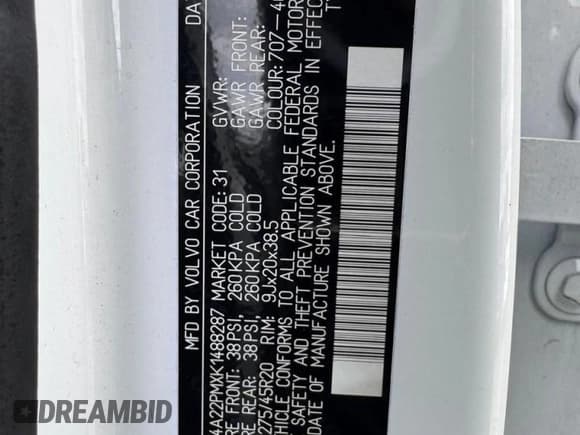 MFD BY VOLVO CAR CORPORATION DA
4A22PMXK1488287 MARKET CODE: 31 GVWR:
FRONT: 38PSI, 260KPA COLD GAWR FRONT:
REAR: 38PSI, 260KPA COLD GAWR REAR:
275/45R20 RIM: 9Jx20x38.5 COLOUR: 707-
VEHICLE CONFORMS TO ALL APPLICABLE FEDERAL MOTOR
SAFETY AND THEFT PREVENTION STANDARDS IN EFFECT
DATE OF MANUFACTURE SHOWN ABOVE.
DREAMBID